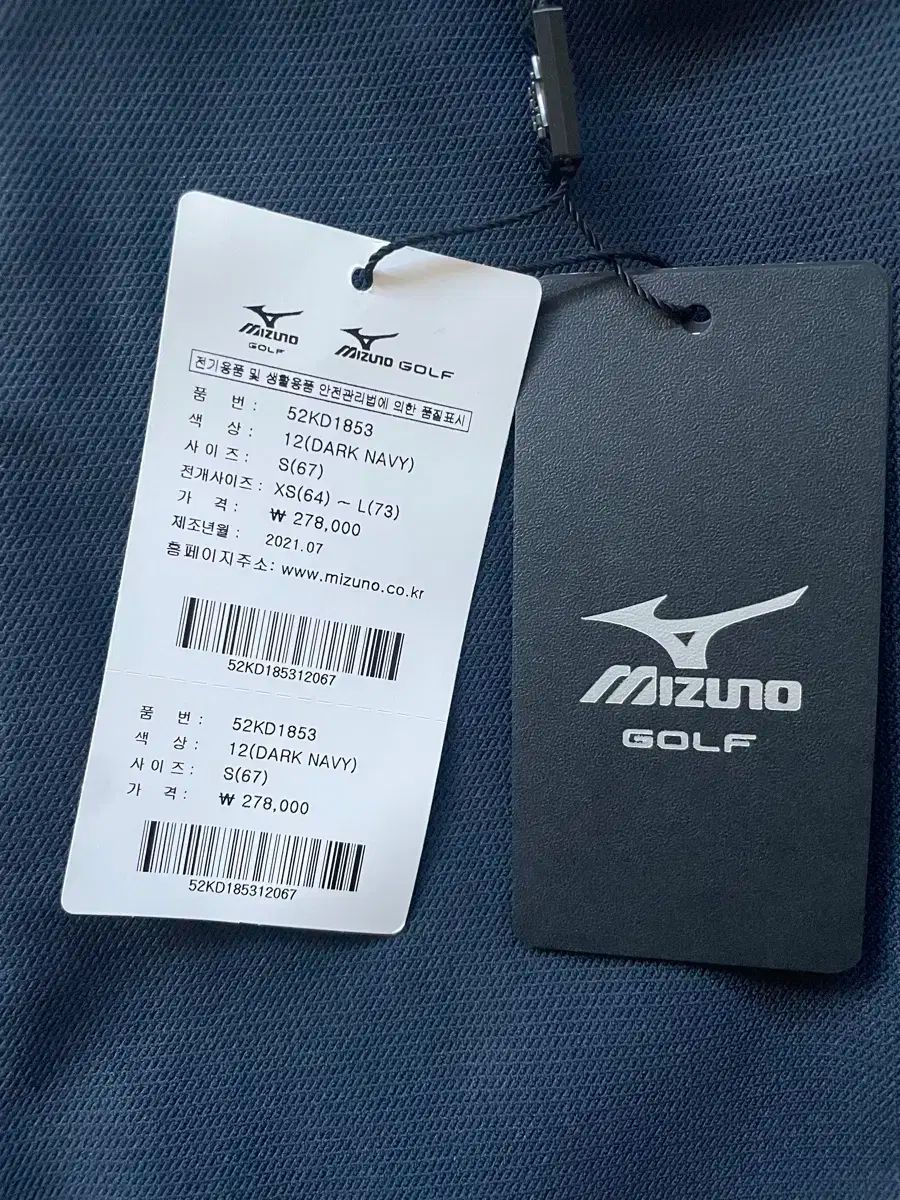 MIZUNO
GOLF
MIZUNO GOLF
전기용품 및 생활용품 안전관리법에 의한 품질표시
품 번 : 52KD1853
색 상 : 12(DARK NAVY)
사 이 즈 : S(67)
전개사이즈 : XS(64) ~ L(73)
가 격 : ₩ 278,000
제조년월 : 2021.07
홈페이지주소: www.mizuno.co.kr
52KD185312067
품 번 : 52KD1853
색 상 : 12(DARK NAVY)
사 이 즈 : S(67)
가 격 : ₩ 278,000
52KD185312067
MIZUNO
GOLF